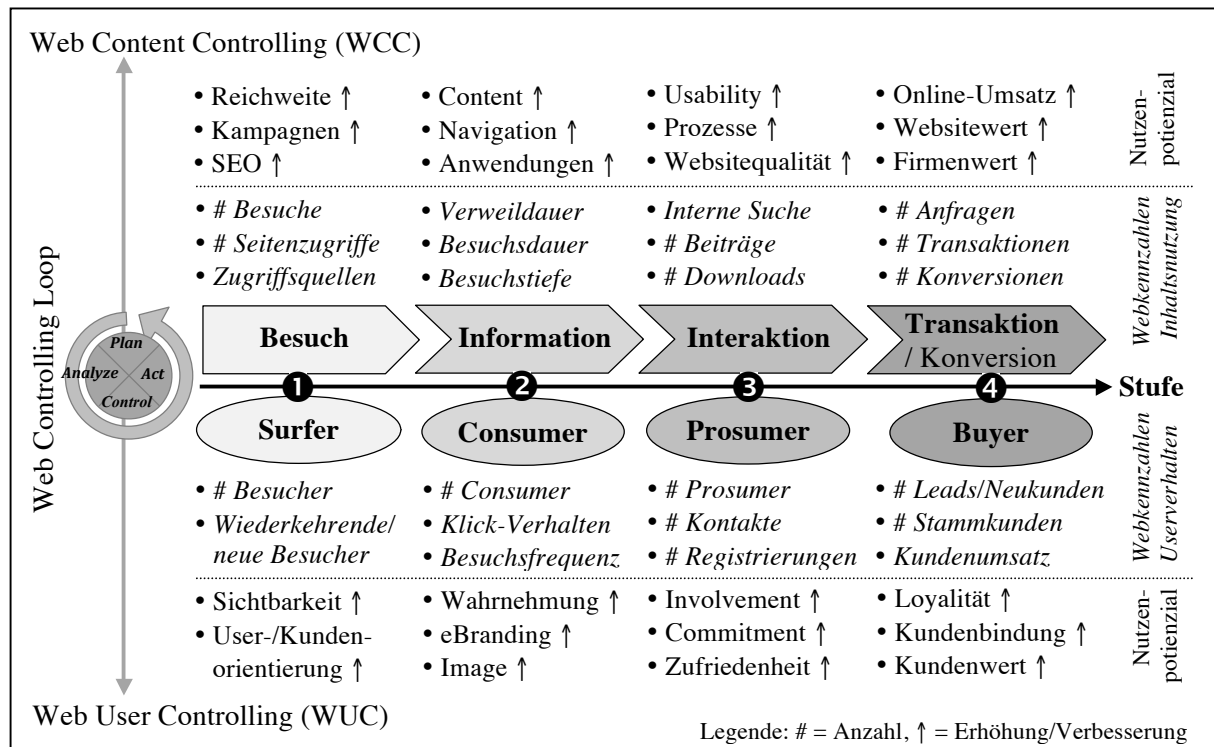 Web Content Controlling (WCC)
• Reichweite ↑
• Kampagnen ↑
• SEO ↑
• Content ↑
• Navigation ↑
• Anwendungen ↑
• Usability ↑
• Prozesse ↑
• Websitequalität ↑
• Online-Umsatz ↑
• Websitewert ↑
• Firmenwert ↑
Nutzen-
potienzial
• # Besuche
• # Seitenzugriffe
• Zugriffsquellen
• Verweildauer
• Besuchsdauer
• Besuchstiefe
• Interne Suche
• # Beiträge
• # Downloads
• # Anfragen
• # Transaktionen
• # Konversionen
Webkennzahlen
Inhaltsnutzung
Web Controlling Loop
Plan
Analyze
Act
Control
Besuch
Information
Interaktion
Transaktion
/ Konversion
1
2
3
4
Stufe
Surfer
Consumer
Prosumer
Buyer
• # Besucher
• Wiederkehrende/
neue Besucher
• # Consumer
• Klick-Verhalten
• Besuchsfrequenz
• # Prosumer
• # Kontakte
• # Registrierungen
• # Leads/Neukunden
• # Stammkunden
• Kundenumsatz
Webkennzahlen
Userverhalten
• Sichtbarkeit ↑
• User-/Kunden-
orientierung ↑
• Wahrnehmung ↑
• eBranding ↑
• Image ↑
• Involvement ↑
• Commitment ↑
• Zufriedenheit ↑
• Loyalität ↑
• Kundenbindung ↑
• Kundenwert ↑
Nutzen-
potienzial
Web User Controlling (WUC)
Legende: # = Anzahl, ↑ = Erhöhung/Verbesserung